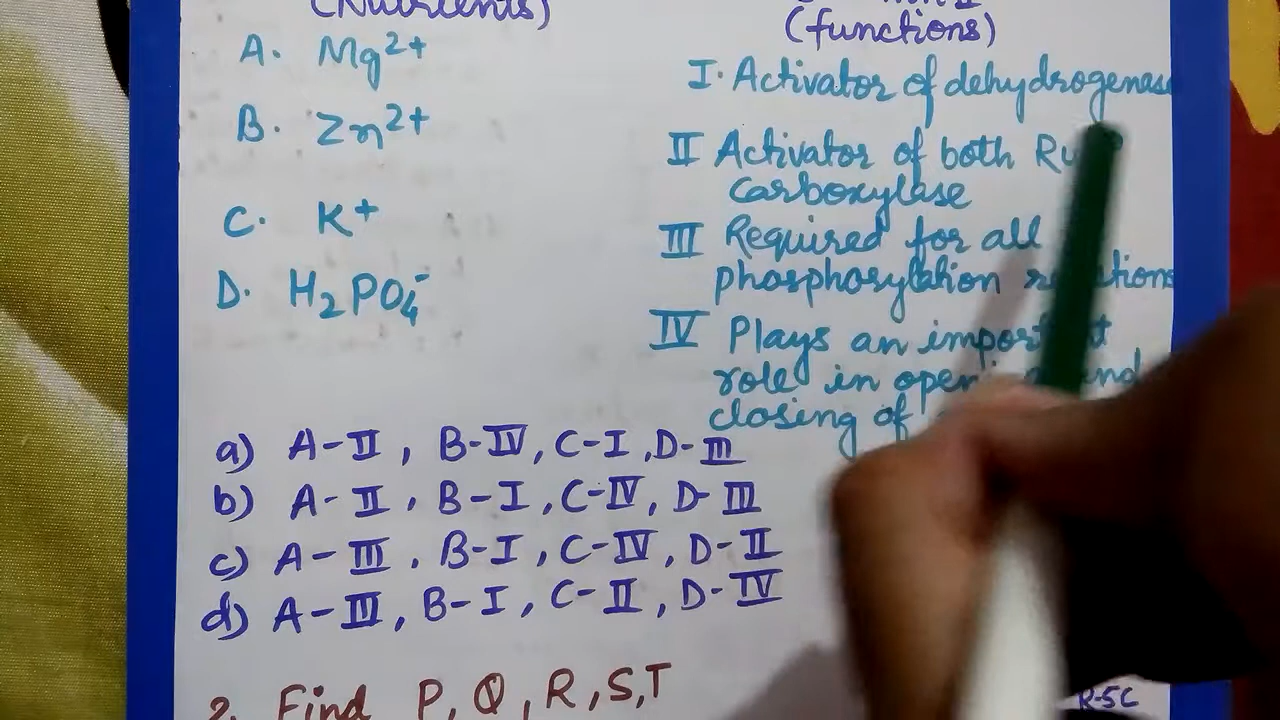 (Nutrients)
(functions)
A. Mg2+
B. Zn2+
C. K+
D. H2PO4-
I. Activator of dehydrogenase
II Activator of both
Carboxylase
III Required for all
phosphorylation
IV Plays an
role in
closing of
a) A-II, B-IV, C-I, D-III
b) A-II, B-I, C-IV, D-III
c) A-III, B-I, C-IV, D-II
d) A-III, B-I, C-II, D-IV
2. Find P, Q, R, S, T
R-5C